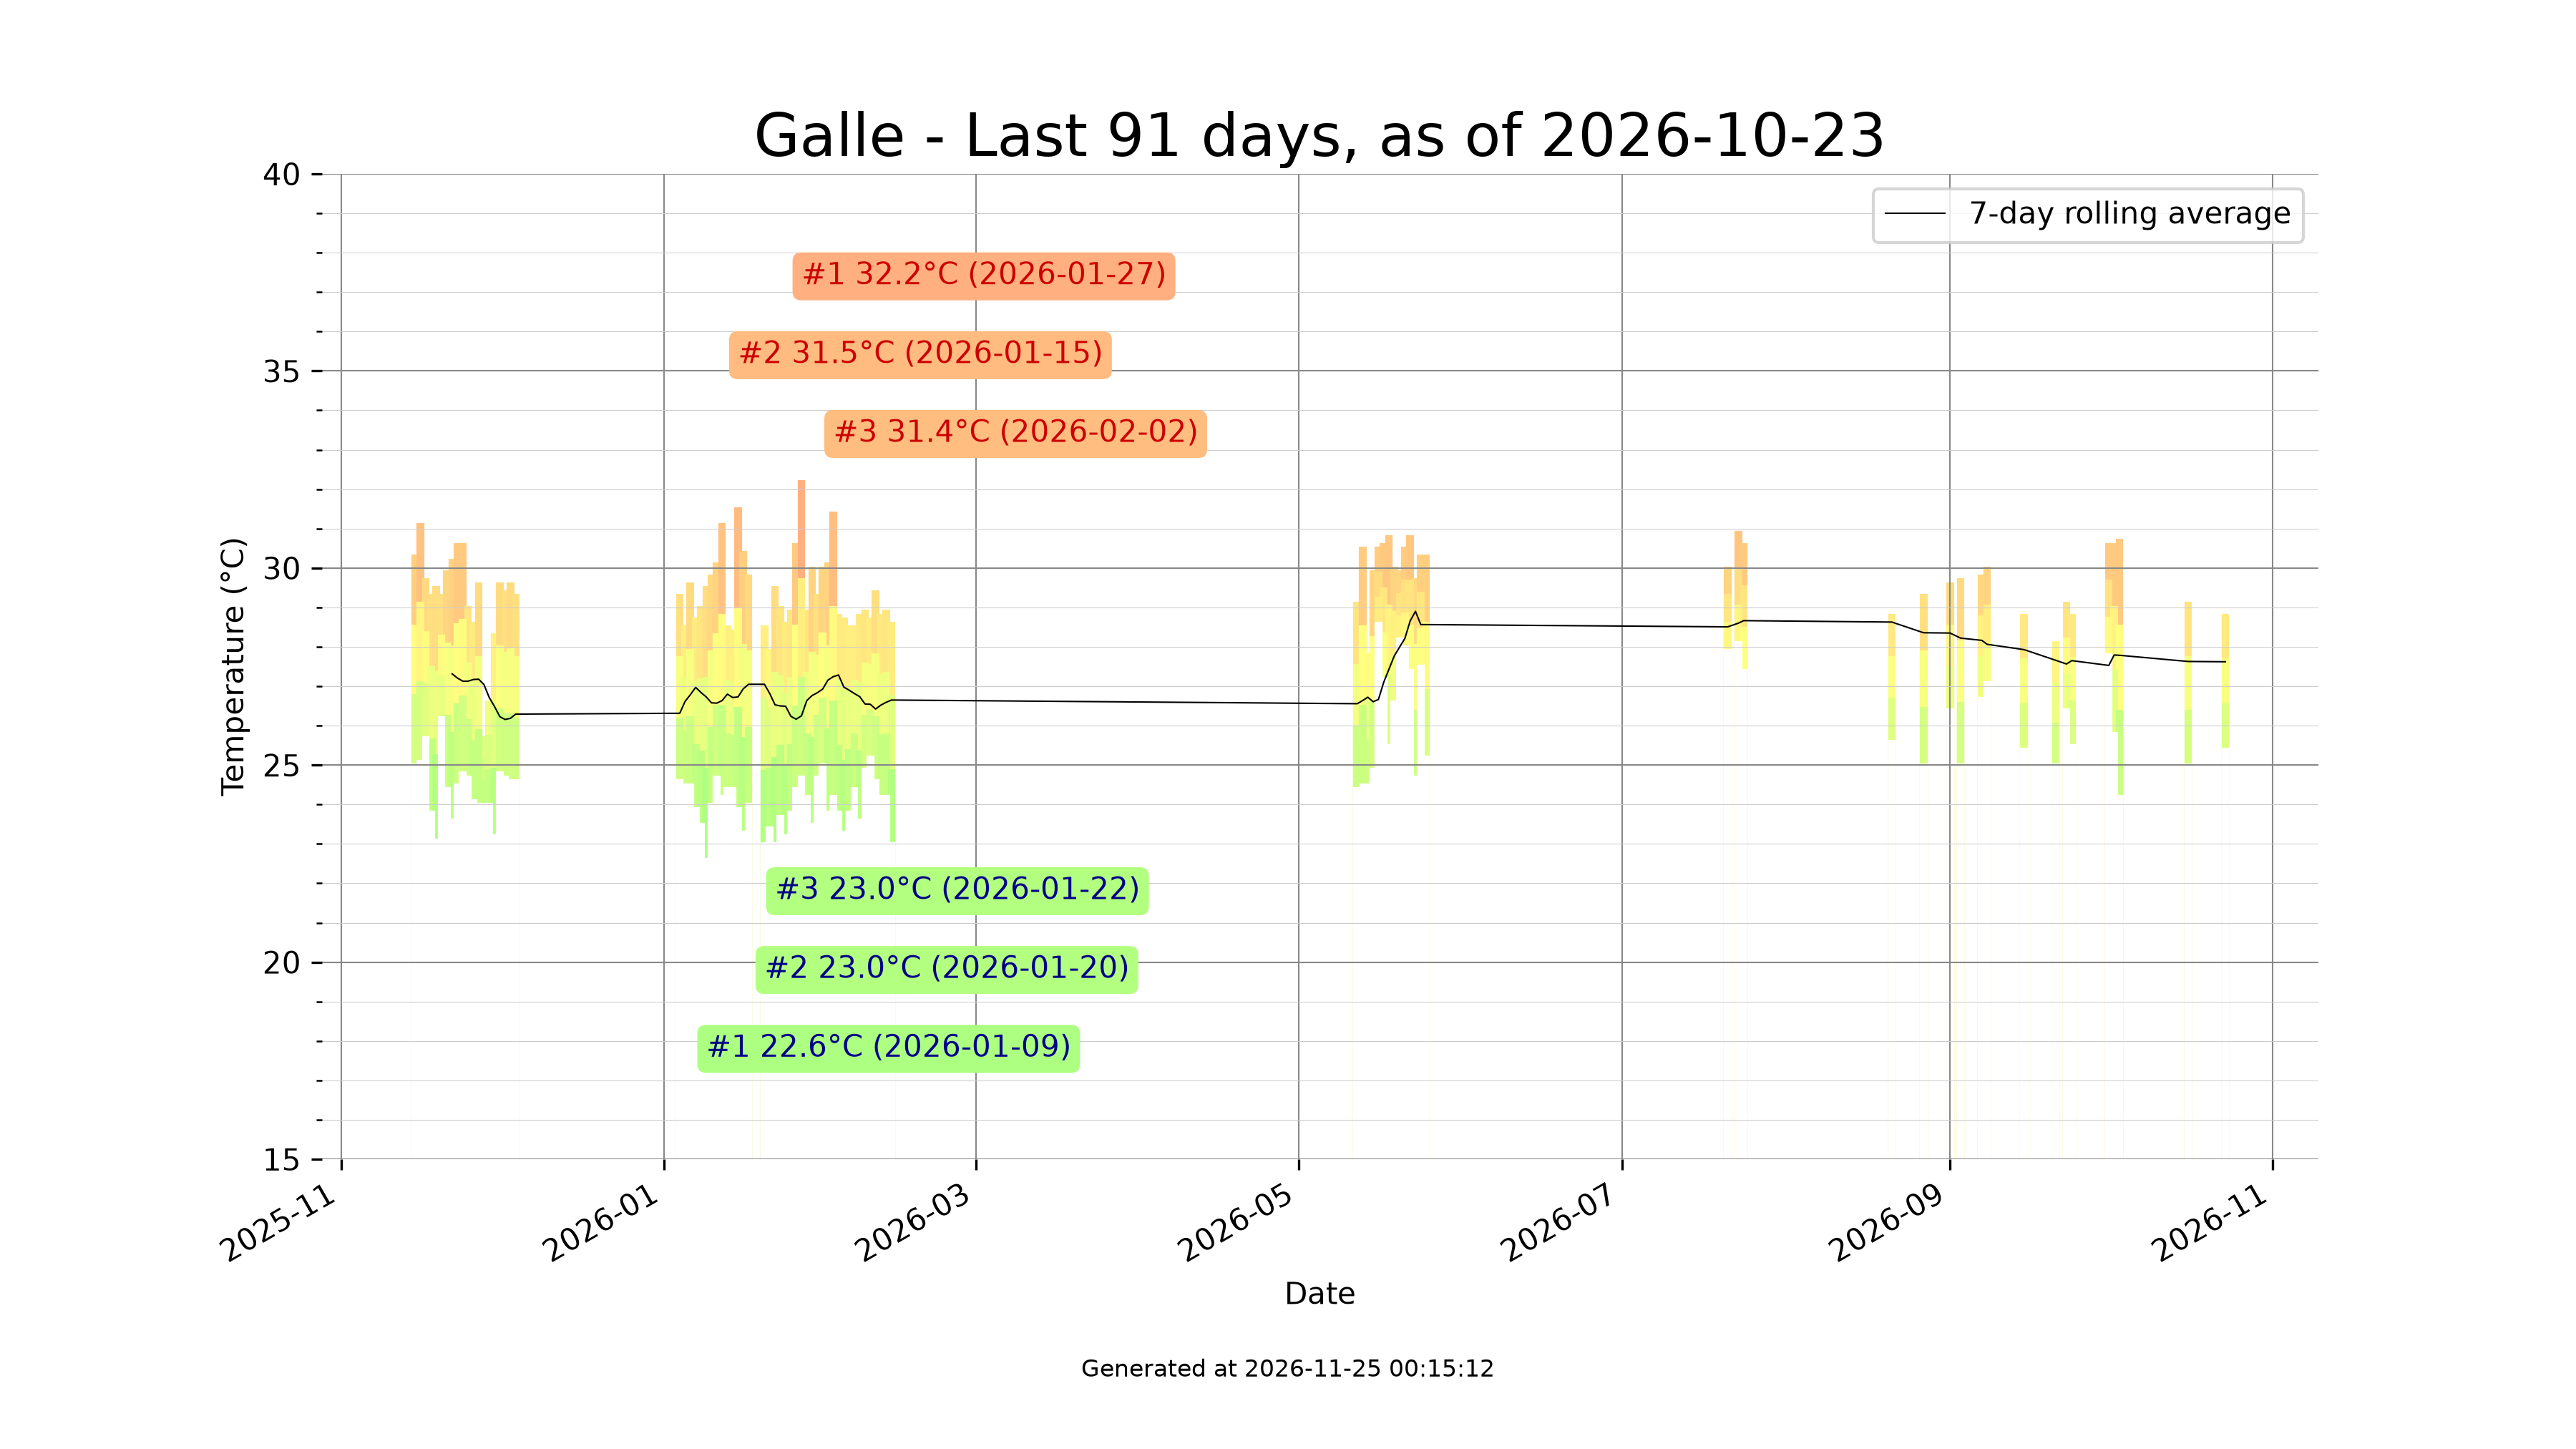 Galle - Last 91 days, as of 2026-10-23
7-day rolling average
#1 32.2°C (2026-01-27)
#2 31.5°C (2026-01-15)
#3 31.4°C (2026-02-02)
#3 23.0°C (2026-01-22)
#2 23.0°C (2026-01-20)
#1 22.6°C (2026-01-09)
Temperature (°C)
40
35
30
25
20
15
2025-11
2026-01
2026-03
2026-05
2026-07
2026-09
2026-11
Date
Generated at 2026-11-25 00:15:12